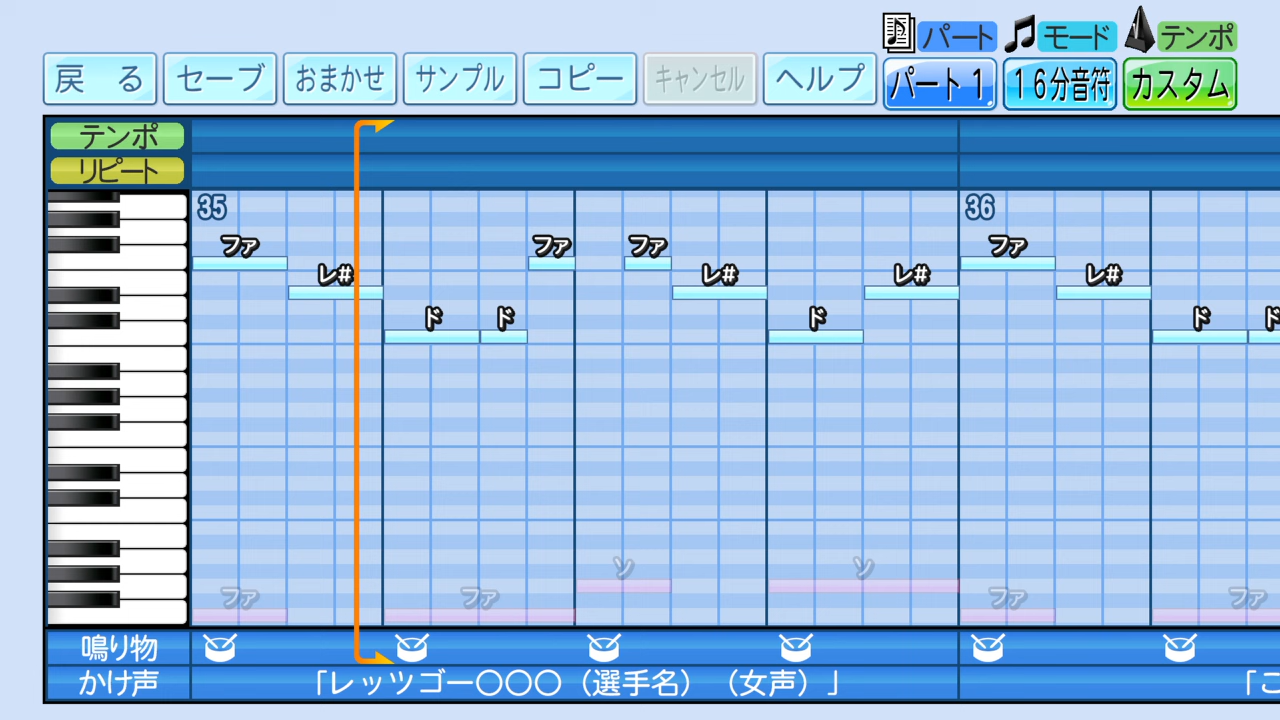 パート モード テンポ
戻 る セーブ おまかせ サンプル コピー キャンセル ヘルプ パート１ １６分音符 カスタム
テンポ
リピート
35 36
ファ ファ ファ ファ
レ# レ# レ# レ#
ド ド ド ド ド
ソ ソ
ファ ファ ファ ファ
鳴り物
かけ声 「レッツゴー〇〇〇（選手名）（女声）」 「こ